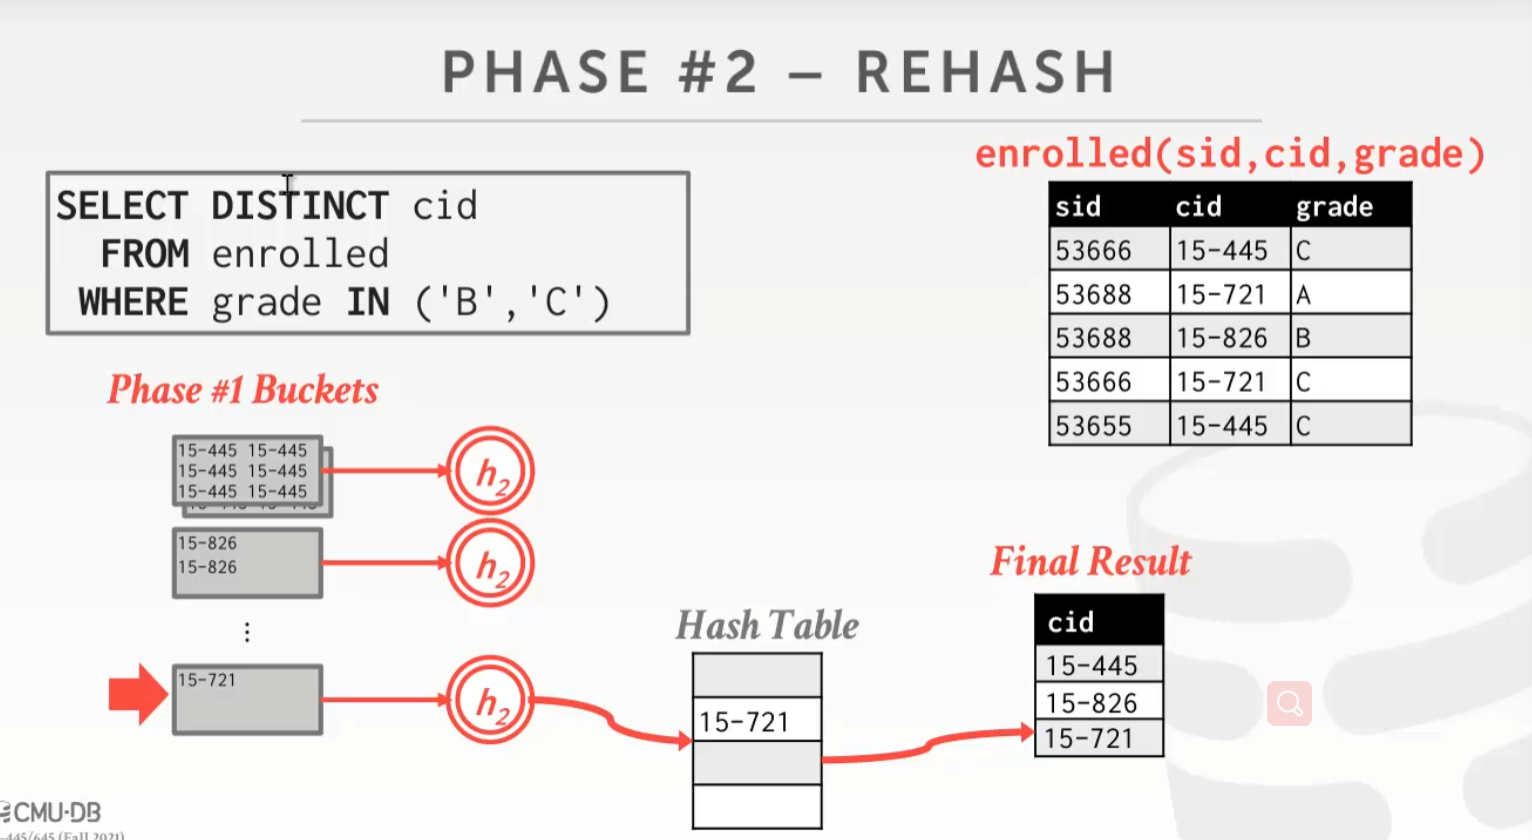 PHASE #2 – REHASH
enrolled(sid,cid,grade)
SELECT DISTINCT cid
FROM enrolled
WHERE grade IN ('B','C')
sid cid grade
53666 15-445 C
53688 15-721 A
53688 15-826 B
53666 15-721 C
53655 15-445 C
Phase #1 Buckets
15-445 15-445
15-445 15-445
15-445 15-445
h2
15-826
15-826
h2
⋮
15-721
h2
Hash Table
15-721
Final Result
cid
15-445
15-826
15-721
CMU·DB
445/645 (Fall 2021)